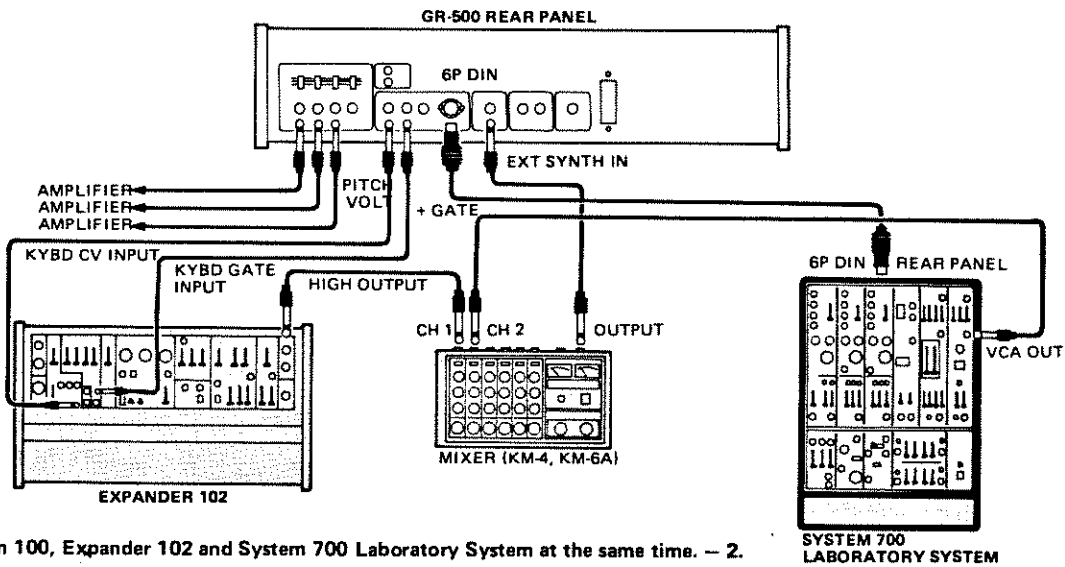 GR-500 REAR PANEL
6P DIN
EXT SYNTH IN
AMPLIFIER
AMPLIFIER
AMPLIFIER
PITCH
VOLT
+ GATE
KYBD CV INPUT
KYBD GATE
INPUT
HIGH OUTPUT
6P DIN REAR PANEL
CH 1
CH 2
OUTPUT
VCA OUT
MIXER (KM-4, KM-6A)
EXPANDER 102
SYSTEM 700
LABORATORY SYSTEM
100, Expander 102 and System 700 Laboratory System at the same time. — 2.